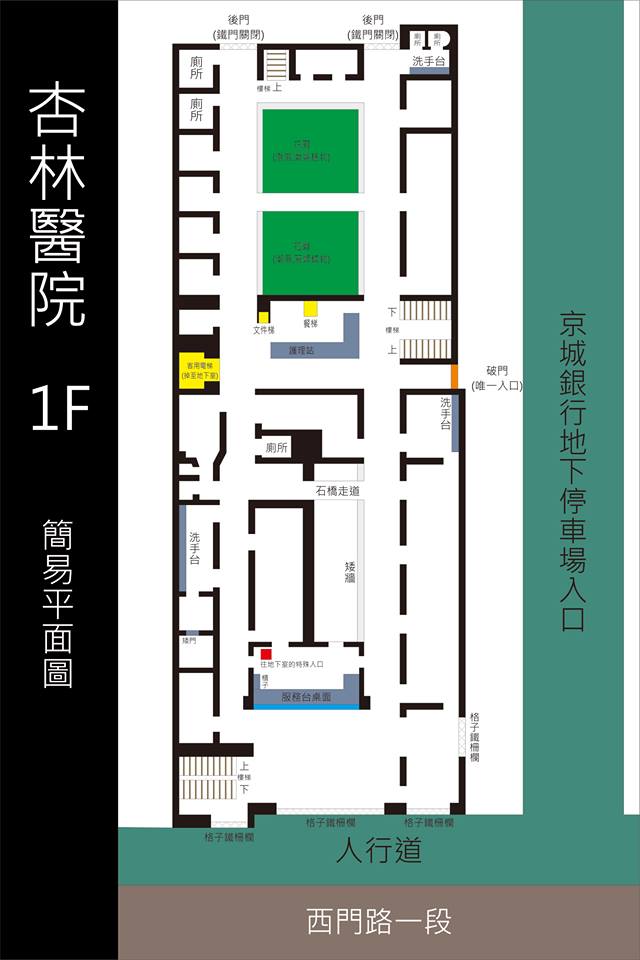 杏林醫院
1F
簡易平面圖
後門
(鐵門關閉)
後門
(鐵門關閉)
廁所
廁所
洗手台
廁所
廁所
樓梯
上
花圃
花圃
文件梯
餐梯
護理站
下
樓梯
上
客用電梯
(掉至地下室)
破門
(唯一入口)
洗手台
廁所
石橋走道
洗手台
矮牆
矮門
往地下室的特殊入口
櫃子
服務台桌面
格子鐵柵欄
上
樓梯
下
格子鐵柵欄
格子鐵柵欄
格子鐵柵欄
京城銀行地下停車場入口
人行道
西門路一段